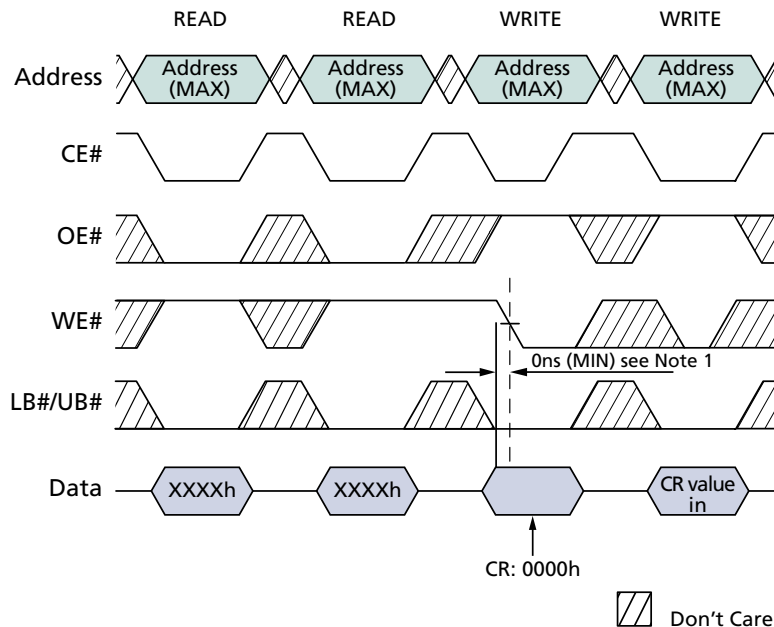 READ READ WRITE WRITE
Address Address (MAX) Address (MAX) Address (MAX) Address (MAX)
CE#
OE#
WE#
0ns (MIN) see Note 1
LB#/UB#
Data XXXXh XXXXh CR value in
CR: 0000h
Don't Care